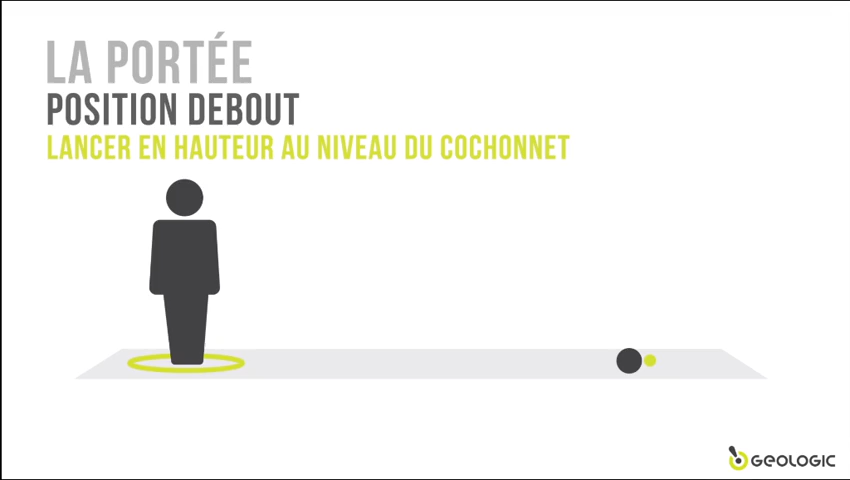 LA PORTÉE
POSITION DEBOUT
LANCER EN HAUTEUR AU NIVEAU DU COCHONNET
GEOLOGIC